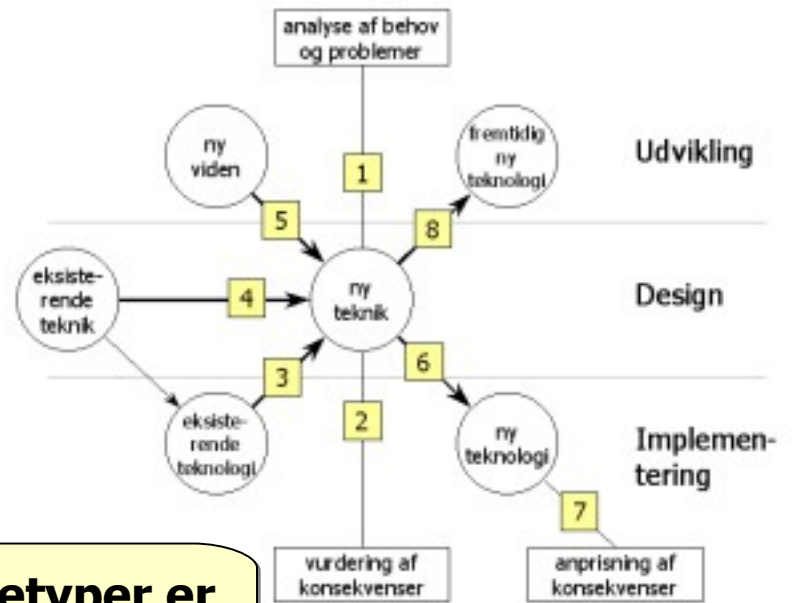 analyse af behov
og problemer
ny
viden
fremtidig
ny
teknologi
Udvikling
1
5
8
eksiste-
rende
teknik
4
ny
teknik
Design
3
6
eksiste-
rende
teknologi
2
ny
teknologi
Implemen-
tering
7
vurdering af
konsekvenser
anprisning af
konsekvenser
etyper er